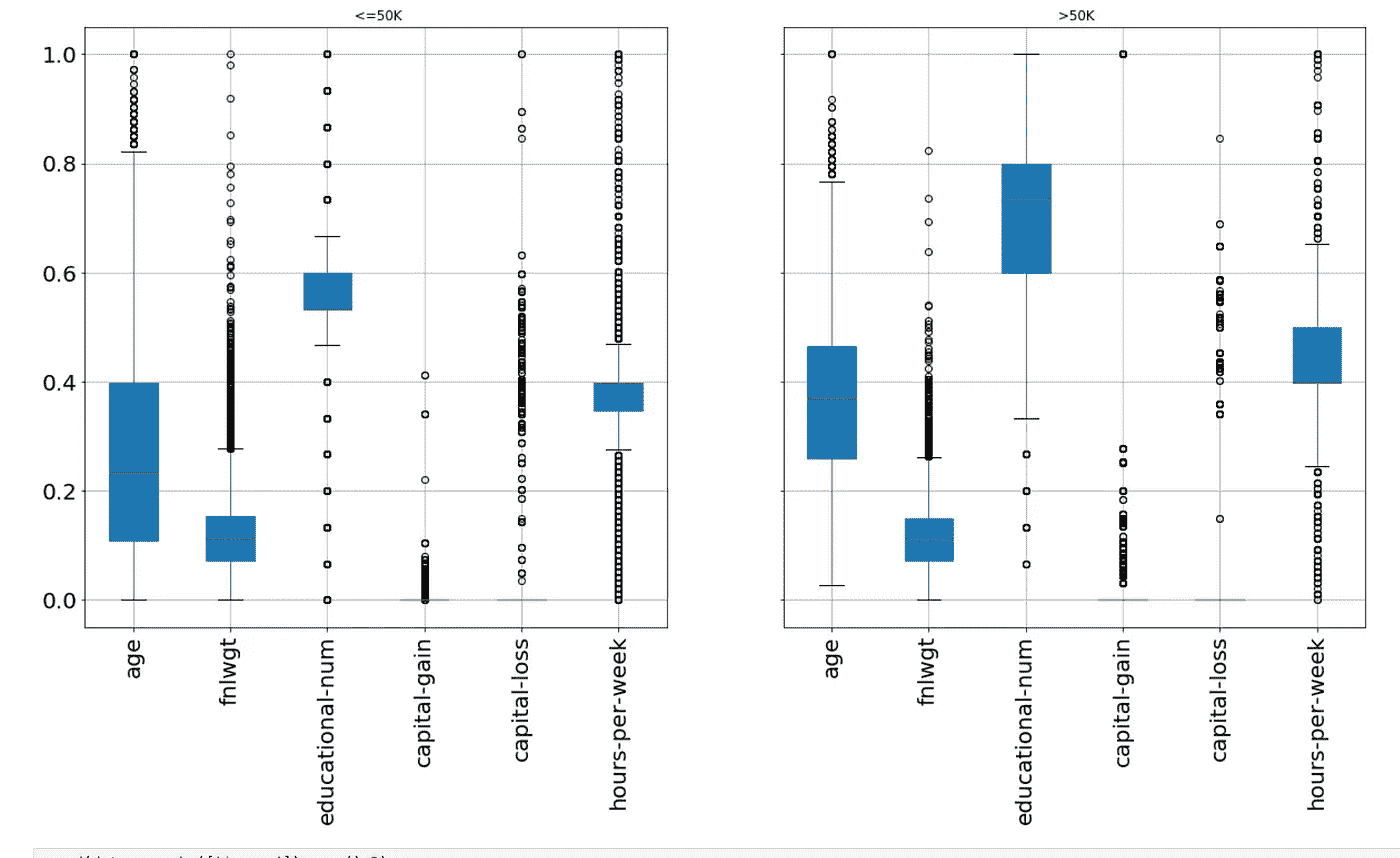 <=50K
>50K
1.0
0.8
0.6
0.4
0.2
0.0
age
fnlwgt
educational-num
capital-gain
capital-loss
hours-per-week
age
fnlwgt
educational-num
capital-gain
capital-loss
hours-per-week